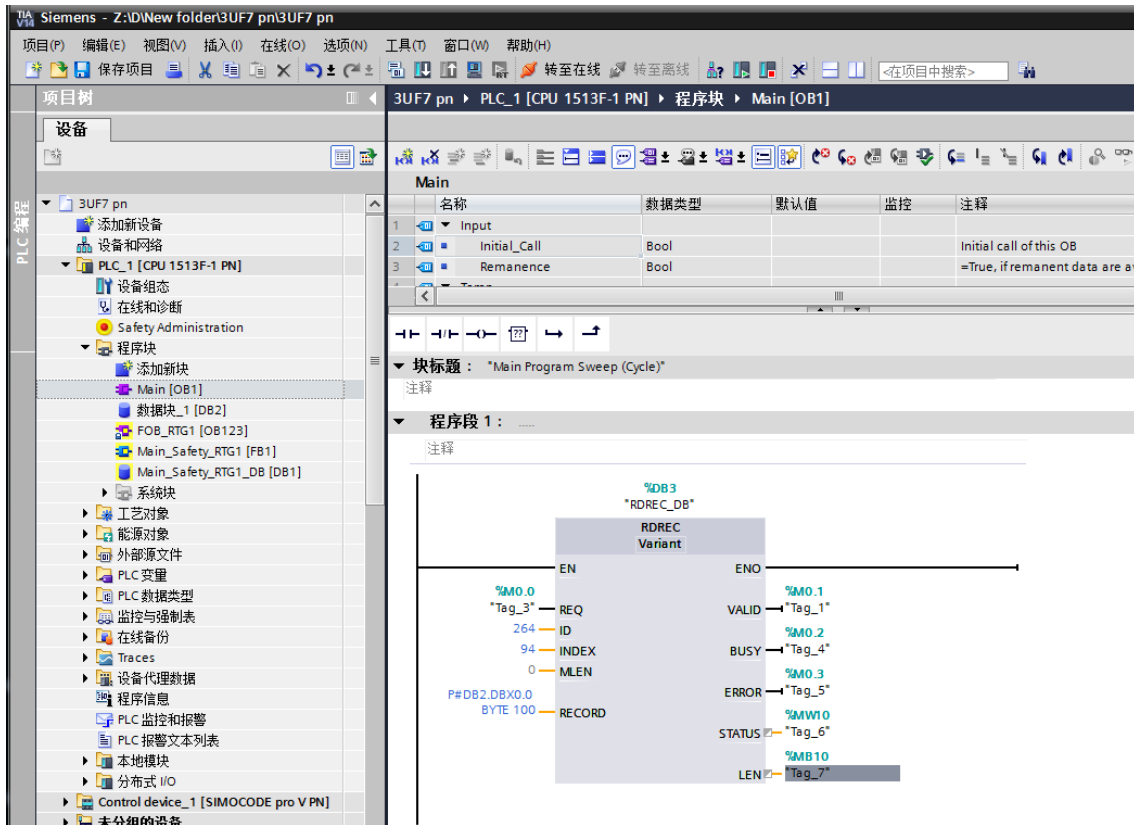 TIA V14 Siemens - Z:\D\New folder\3UF7 pn\3UF7 pn
项目(P) 编辑(E) 视图(V) 插入(I) 在线(O) 选项(N) 工具(T) 窗口(W) 帮助(H)
保存项目 转至在线 转至离线 <在项目中搜索>
项目树
3UF7 pn PLC_1 [CPU 1513F-1 PN] 程序块 Main [OB1]
设备
PLC 编程
3UF7 pn
添加新设备
设备和网络
PLC_1 [CPU 1513F-1 PN]
设备组态
在线和诊断
Safety Administration
程序块
添加新块
Main [OB1]
数据块_1 [DB2]
FOB_RTG1 [OB123]
Main_Safety_RTG1 [FB1]
Main_Safety_RTG1_DB [DB1]
系统块
工艺对象
能源对象
外部源文件
PLC 变量
PLC 数据类型
监控与强制表
在线备份
Traces
设备代理数据
程序信息
PLC 监控和报警
PLC 报警文本列表
本地模块
分布式 I/O
Control device_1 [SIMOCODE pro V PN]
未分组的设备
Main
名称 数据类型 默认值 监控 注释
1 Input
2 Initial_Call Bool Initial call of this OB
3 Remanence Bool =True, if remanent data are
块标题： "Main Program Sweep (Cycle)"
注释
程序段 1： .....
注释
%DB3
"RDREC_DB"
RDREC
Variant
EN ENO
%M0.0 %M0.1
"Tag_3" REQ VALID "Tag_1"
264 ID %M0.2
94 INDEX BUSY "Tag_4"
0 MLEN %M0.3
P#DB2.DBX0.0 ERROR "Tag_5"
BYTE 100 RECORD %MW10
STATUS "Tag_6"
%MB10
LEN "Tag_7"